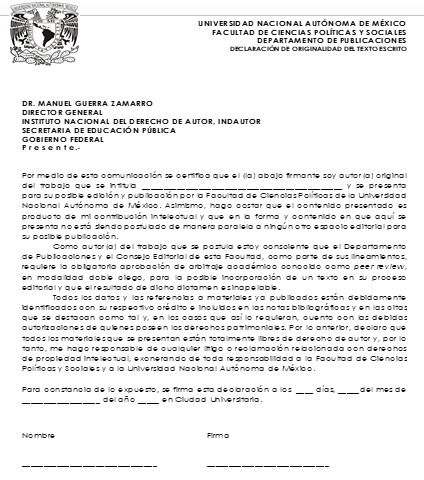 UNIVERSIDAD NACIONAL AUTÓNOMA DE MÉXICO
FACULTAD DE CIENCIAS POLÍTICAS Y SOCIALES
DEPARTAMENTO DE PUBLICACIONES
DECLARACIÓN DE ORIGINALIDAD DEL TEXTO ESCRITO
DR. MANUEL GUERRA ZAMARRO
DIRECTOR GENERAL
INSTITUTO NACIONAL DEL DERECHO DE AUTOR, INDAUTOR
SECRETARIA DE EDUCACIÓN PÚBLICA
GOBIERNO FEDERAL
P r e s e n t e.-
Por medio de esta comunicación se certifica que el (la) abajo firmante soy autor(a) original
del trabajo que se intitula ________________________________ y se presenta
para su posible edición y publicación por la Facultad de Ciencias Políticas de la Universidad
Nacional Autónoma de México. Asimismo, hago costar que el contenido presentado es
producto de mi contribución intelectual y que en la forma y contenido en que aquí se
presenta no está siendo postulado de manera paralela a ningún otro espacio editorial para
su posible publicación.
Como autor(a) del trabajo que se postula estoy consciente que el Departamento
de Publicaciones y el Consejo Editorial de esta Facultad, como parte de sus lineamientos,
requiere la obligatoria aprobación de arbitraje académico conocido como peer review,
en modalidad doble ciego, para la posible incorporación de un texto en su proceso
editorial y que el resultado de dicho dictamen es inapelable.
Todos los datos y las referencias a materiales ya publicados están debidamente
identificados con su respectivo crédito e incluidos en las notas bibliográficas y en las citas
que se destacan como tal y, en los casos que así lo requieran, cuento con las debidas
autorizaciones de quienes poseen los derechos patrimoniales. Por lo anterior, declaro que
todos los materiales que se presentan están totalmente libres de derecho de autor y, por lo
tanto, me hago responsable de cualquier litigio o reclamación relacionada con derechos
de propiedad intelectual, exonerando de toda responsabilidad a la Facultad de Ciencias
Políticas y Sociales y a la Universidad Nacional Autónoma de México.
Para constancia de lo expuesto, se firma esta declaración a los ____ días, _____del mes de
________________ del año _____ en Ciudad Universitaria.
Nombre Firma